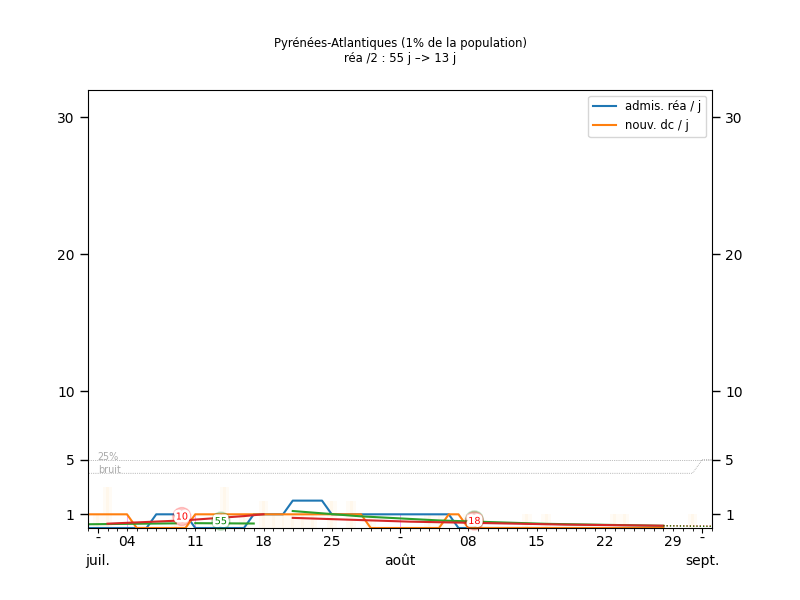 Pyrénées-Atlantiques (1% de la population)
réa /2 : 55 j –> 13 j
admis. réa / j
nouv. dc / j
30 30
20 20
10 10
5 5
1 1
25%
bruit
10
55
18
- 04 11 18 25 - 08 15 22 29 -
juil. août sept.